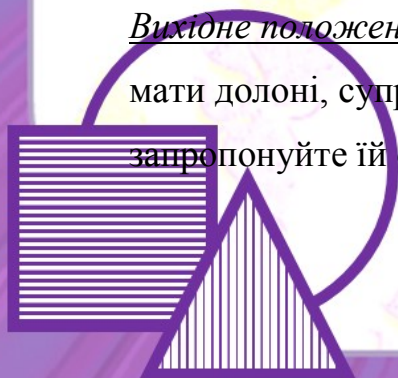 Вихідне положен
мати долоні, супр
запропонуйте їй